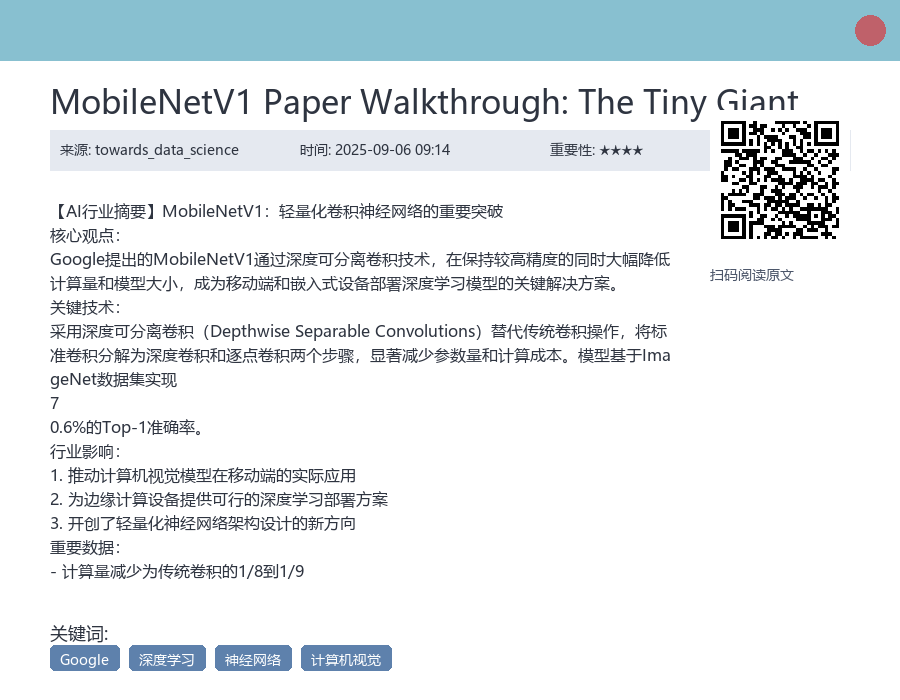 MobileNetV1 Paper Walkthrough: The Tiny Giant
来源: towards_data_science
时间: 2025-09-06 09:14
重要性: ★★★★
【AI行业摘要】MobileNetV1：轻量化卷积神经网络的重要突破
核心观点：
Google提出的MobileNetV1通过深度可分离卷积技术，在保持较高精度的同时大幅降低
计算量和模型大小，成为移动端和嵌入式设备部署深度学习模型的关键解决方案。
关键技术：
采用深度可分离卷积（Depthwise Separable Convolutions）替代传统卷积操作，将标
准卷积分解为深度卷积和逐点卷积两个步骤，显著减少参数量和计算成本。模型基于Ima
geNet数据集实现
7
0.6%的Top-1准确率。
行业影响：
1. 推动计算机视觉模型在移动端的实际应用
2. 为边缘计算设备提供可行的深度学习部署方案
3. 开创了轻量化神经网络架构设计的新方向
重要数据：
- 计算量减少为传统卷积的1/8到1/9
扫码阅读原文
关键词:
Google
深度学习
神经网络
计算机视觉